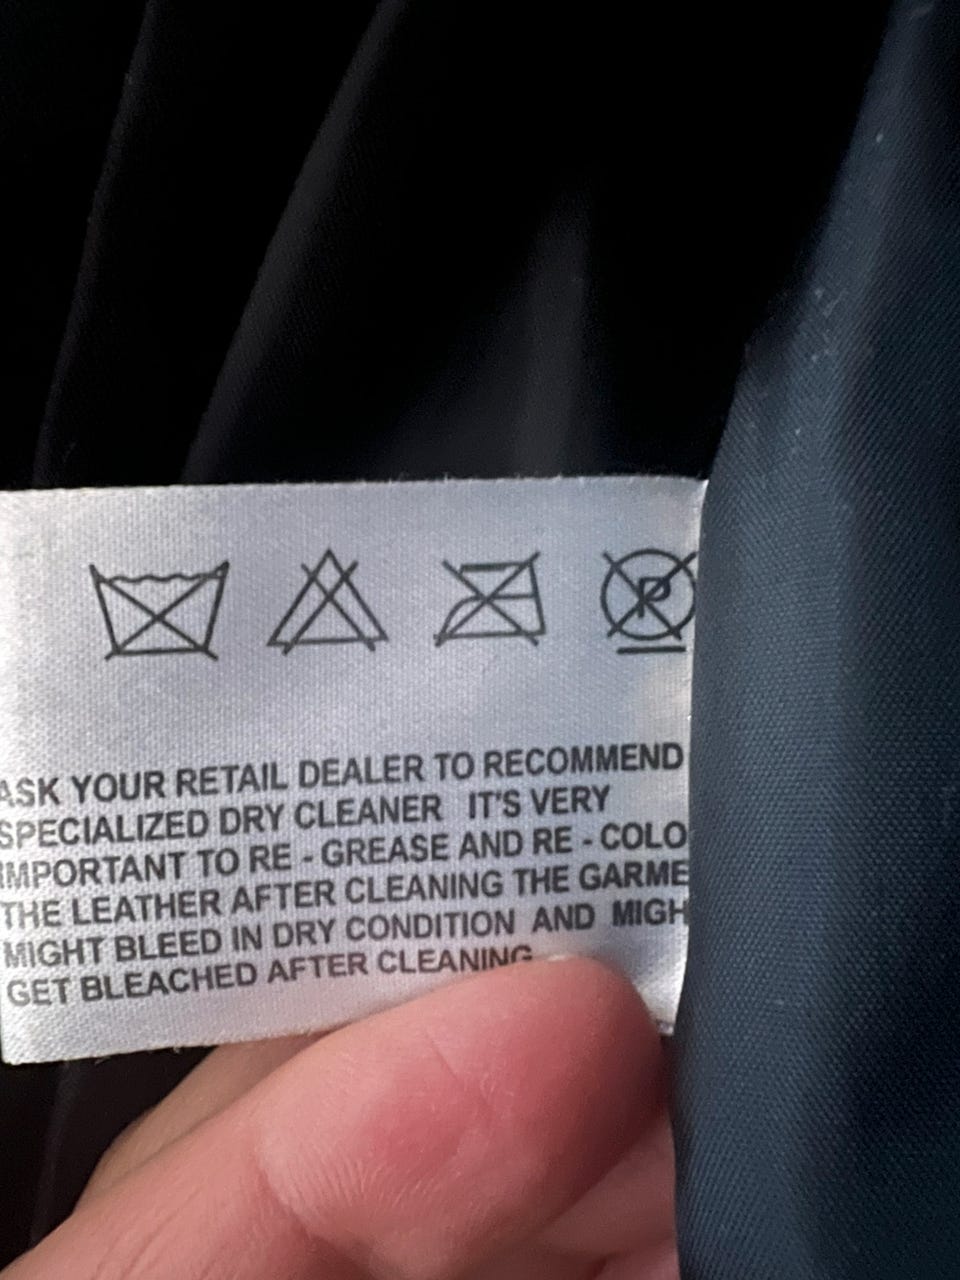 P
ASK YOUR RETAIL DEALER TO RECOMMEND
SPECIALIZED DRY CLEANER IT'S VERY
IMPORTANT TO RE - GREASE AND RE - COLO
THE LEATHER AFTER CLEANING THE GARME
MIGHT BLEED IN DRY CONDITION AND MIGH
GET BLEACHED AFTER CLEANING